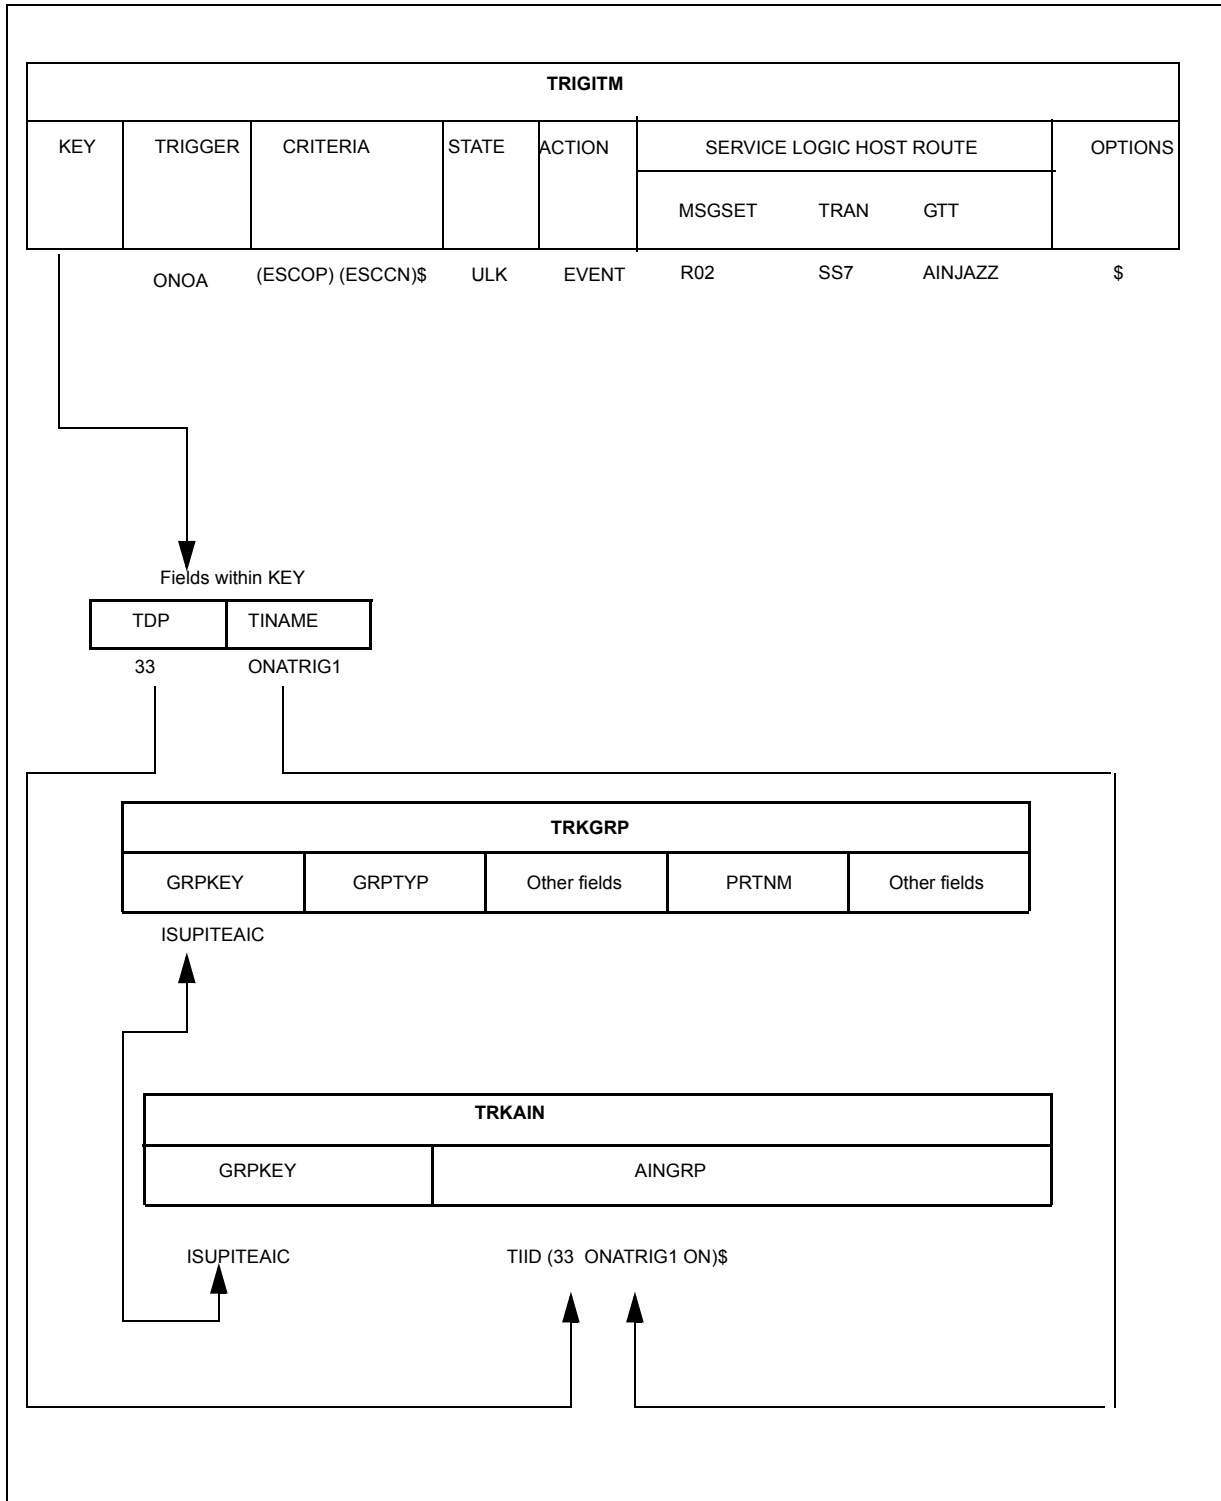 TRIGITM
KEY TRIGGER CRITERIA STATE ACTION SERVICE LOGIC HOST ROUTE OPTIONS
MSGSET TRAN GTT
ONOA (ESCOP) (ESCCN)$ ULK EVENT R02 SS7 AINJAZZ $
Fields within KEY
TDP TINAME
33 ONATRIG1
TRKGRP
GRPKEY GRPTYP Other fields PRTNM Other fields
ISUPITEAIC
TRKAIN
GRPKEY AINGRP
ISUPITEAIC TIID (33 ONATRIG1 ON)$